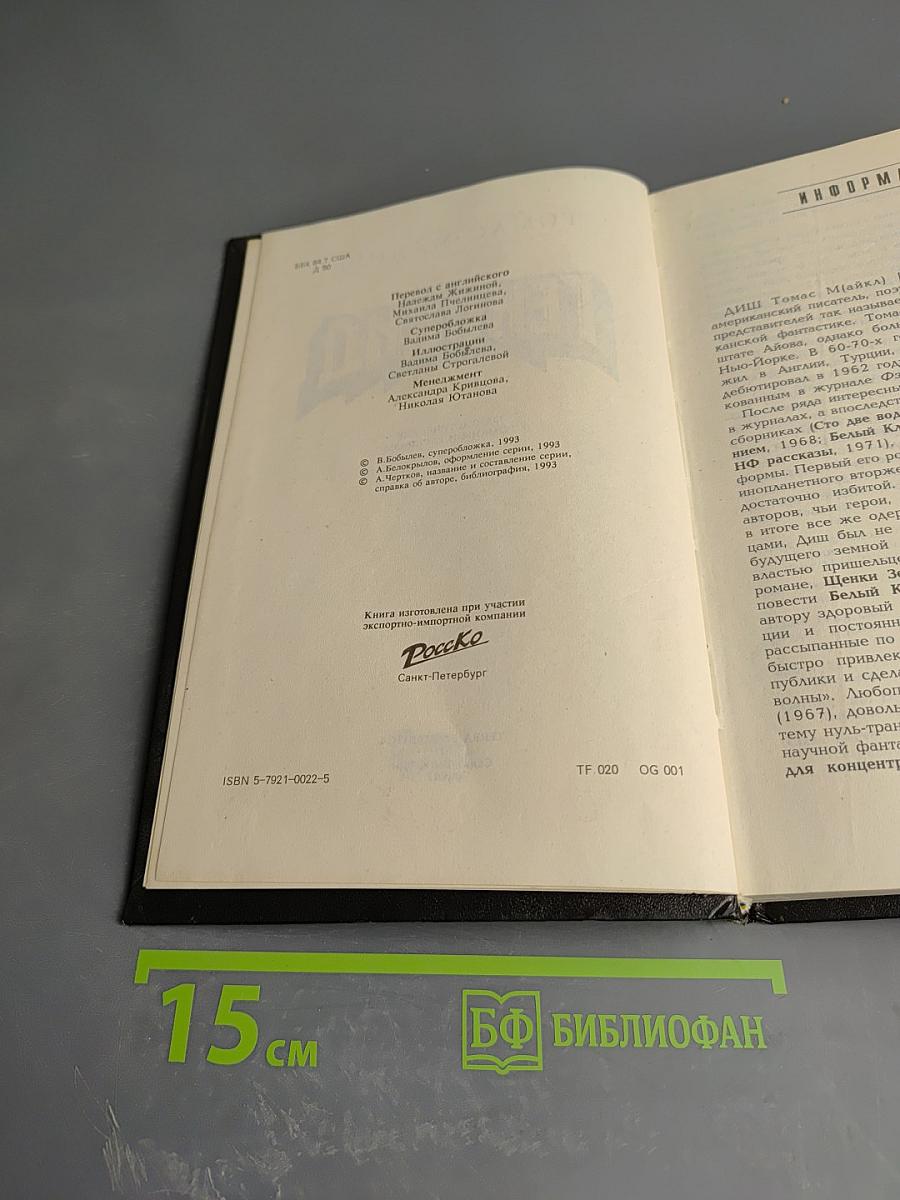 ББК 84.7 США
Д 50
Перевод с английского
Надежды Жижиной,
Михаила Пчелинцева,
Святослава Логинова
Суперобложка
Вадима Бобылева
Иллюстрации
Вадима Бобылева,
Светланы Строгалевой
Менеджмент
Александра Кривцова,
Николая Ютанова
© В.Бобылев, суперобложка, 1993
© А.Белокрылов, оформление серии, 1993
© А.Чертков, название и составление серии,
справка об авторе, библиография, 1993
Книга изготовлена при участии
экспортно-импортной компании
РоссКо
Санкт-Петербург
ISBN 5-7921-0022-5
TF 020 OG 001
ИНФОРМА
ДИШ Томас М(айкл)
американский писатель, поэ
представителей так называе
канской фантастике. Тома
штате Айова, однако боль
Нью-Йорке. В 60-70-х г
жил в Англии, Турции,
дебютировал в 1962 год
кованным в журнале Фэ
После ряда интересны
в журналах, а впоследст
сборниках (Сто две вод
нием, 1968; Белый Кл
НФ рассказы, 1971),
формы. Первый его ро
инопланетного вторже
достаточно избитой.
авторов, чьи герои,
в итоге все же одер
цами, Диш был не
будущего земной
властью пришельце
романе, Щенки Зе
повести Белый К
автору здоровый
ции и постоянн
рассыпанные по
быстро привлек
публики и сдела
волны». Любоп
(1967), доволь
тему нуль-тран
научной фанта
для концентр
15 см
БФ БИБЛИОФАН